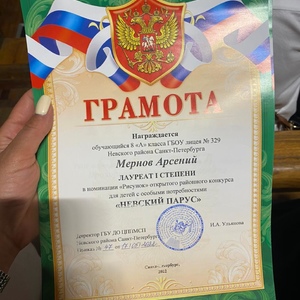 ГРАМОТА
Награждается
обучающийся 8 «А» класса ГБОУ лицея № 329
Невского района Санкт-Петербурга
Мернов Арсений
ЛАУРЕАТ I СТЕПЕНИ
в номинации «Рисунок» открытого районного конкурса
для детей с особыми потребностями
«НЕВСКИЙ ПАРУС»
директор ГБУ ДО ЦППМСП
Невского района Санкт-Петербурга
И.А. Ульянова
Санкт-Петербург
2022